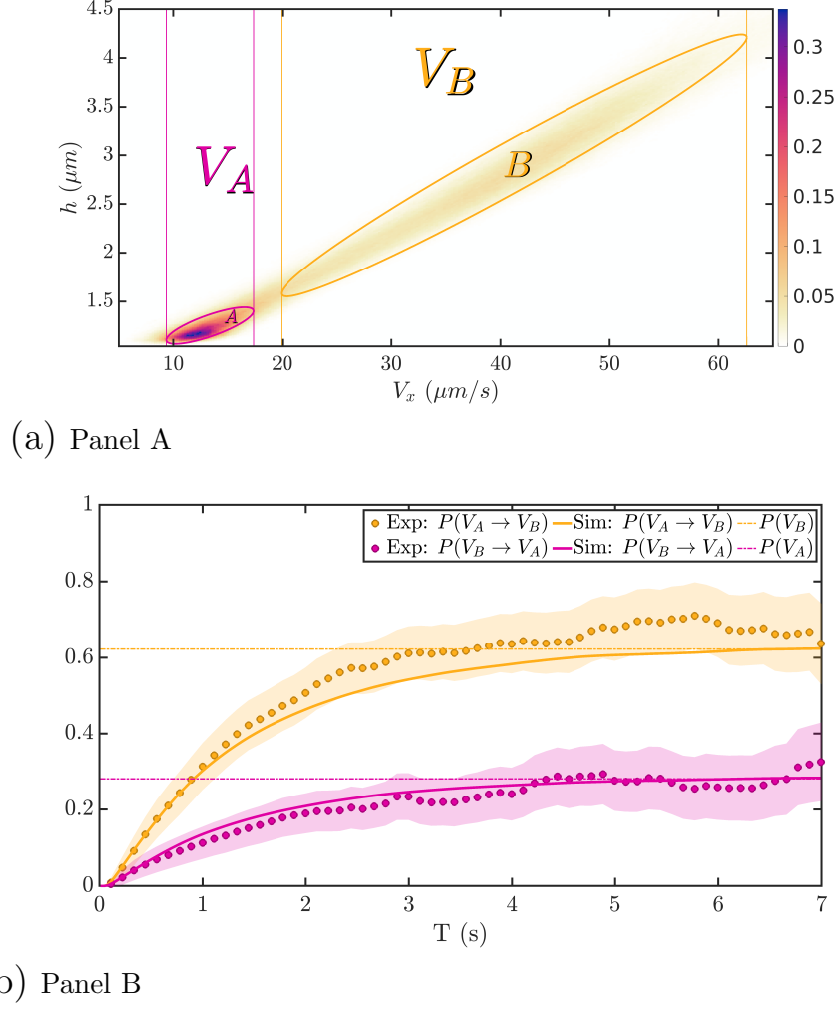 4.5
4
3.5
3
2.5
2
1.5
h (μm)
V_A
V_B
A
B
10 20 30 40 50 60
V_x (μm/s)
0.3
0.25
0.2
0.15
0.1
0.05
0
(a) Panel A
1
0.8
0.6
0.4
0.2
0
Exp: P(V_A → V_B) Sim: P(V_A → V_B) P(V_B)
Exp: P(V_B → V_A) Sim: P(V_B → V_A) P(V_A)
0 1 2 3 4 5 6 7
T (s)
b) Panel B